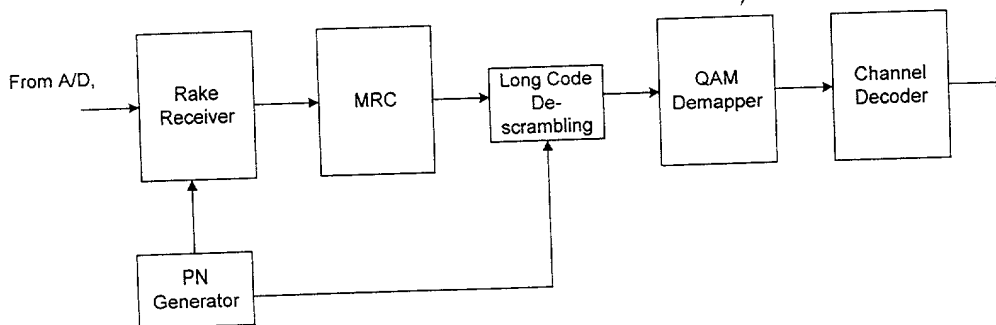 From A/D,
Rake
Receiver
MRC
Long Code
De-
scrambling
QAM
Demapper
Channel
Decoder
PN
Generator